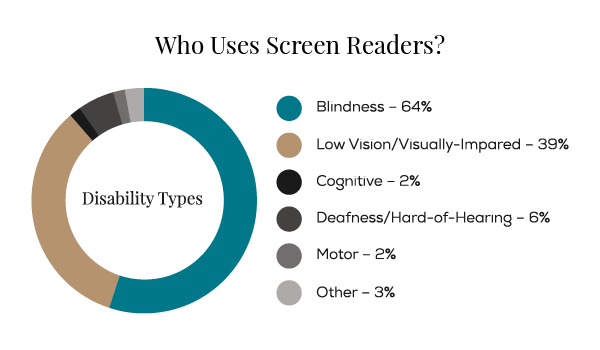 Who Uses Screen Readers?
Disability Types
Blindness – 64%
Low Vision/Visually-Impared – 39%
Cognitive – 2%
Deafness/Hard-of-Hearing – 6%
Motor – 2%
Other – 3%